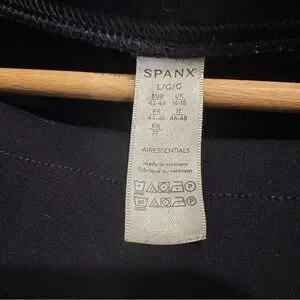 SPANX
L/G/G
EUR UK
42-44 16-18
FR IT
44-46 46-48
KR
77
AIRESSENTIALS
made in vietnam
fabriqué au vietnam